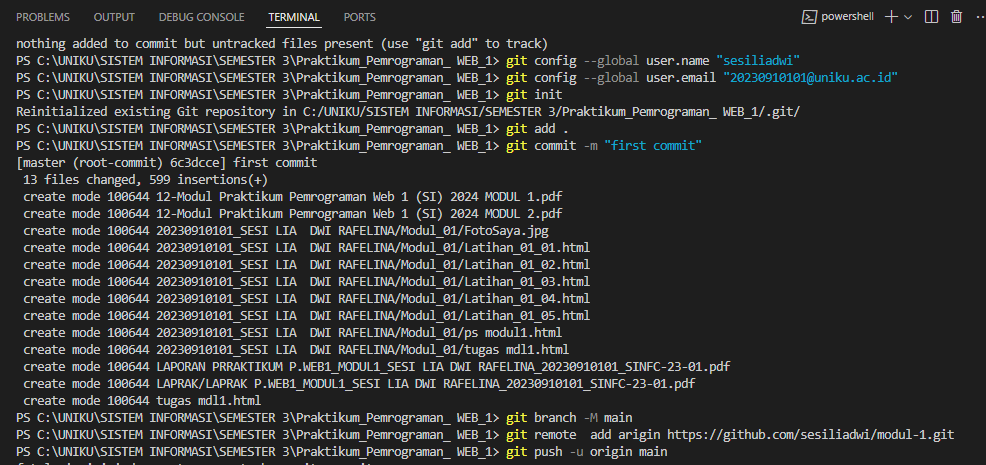 PROBLEMS OUTPUT DEBUG CONSOLE TERMINAL PORTS powershell
nothing added to commit but untracked files present (use "git add" to track)
PS C:\UNIKU\SISTEM INFORMASI\SEMESTER 3\Praktikum_Pemrograman_ WEB_1> git config --global user.name "sesiliadwi"
PS C:\UNIKU\SISTEM INFORMASI\SEMESTER 3\Praktikum_Pemrograman_ WEB_1> git config --global user.email "20230910101@uniku.ac.id"
PS C:\UNIKU\SISTEM INFORMASI\SEMESTER 3\Praktikum_Pemrograman_ WEB_1> git init
Reinitialized existing Git repository in C:/UNIKU/SISTEM INFORMASI/SEMESTER 3/Praktikum_Pemrograman_ WEB_1/.git/
PS C:\UNIKU\SISTEM INFORMASI\SEMESTER 3\Praktikum_Pemrograman_ WEB_1> git add .
PS C:\UNIKU\SISTEM INFORMASI\SEMESTER 3\Praktikum_Pemrograman_ WEB_1> git commit -m "first commit"
[master (root-commit) 6c3dcce] first commit
 13 files changed, 599 insertions(+)
 create mode 100644 12-Modul Praktikum Pemrograman Web 1 (SI) 2024 MODUL 1.pdf
 create mode 100644 12-Modul Praktikum Pemrograman Web 1 (SI) 2024 MODUL 2.pdf
 create mode 100644 20230910101_SESI LIA  DWI RAFELINA/Modul_01/FotoSaya.jpg
 create mode 100644 20230910101_SESI LIA  DWI RAFELINA/Modul_01/Latihan_01_01.html
 create mode 100644 20230910101_SESI LIA  DWI RAFELINA/Modul_01/Latihan_01_02.html
 create mode 100644 20230910101_SESI LIA  DWI RAFELINA/Modul_01/Latihan_01_03.html
 create mode 100644 20230910101_SESI LIA  DWI RAFELINA/Modul_01/Latihan_01_04.html
 create mode 100644 20230910101_SESI LIA  DWI RAFELINA/Modul_01/Latihan_01_05.html
 create mode 100644 20230910101_SESI LIA  DWI RAFELINA/Modul_01/ps modul1.html
 create mode 100644 20230910101_SESI LIA  DWI RAFELINA/Modul_01/tugas mdl1.html
 create mode 100644 LAPORAN PRRAKTIKUM P.WEB1_MODUL1_SESI LIA DWI RAFELINA_20230910101_SINFC-23-01.pdf
 create mode 100644 LAPRAK/LAPRAK P.WEB1_MODUL1_SESI LIA DWI RAFELINA_20230910101_SINFC-23-01.pdf
 create mode 100644 tugas mdl1.html
PS C:\UNIKU\SISTEM INFORMASI\SEMESTER 3\Praktikum_Pemrograman_ WEB_1> git branch -M main
PS C:\UNIKU\SISTEM INFORMASI\SEMESTER 3\Praktikum_Pemrograman_ WEB_1> git remote  add arigin https://github.com/sesiliadwi/modul-1.git
PS C:\UNIKU\SISTEM INFORMASI\SEMESTER 3\Praktikum_Pemrograman_ WEB_1> git push -u origin main